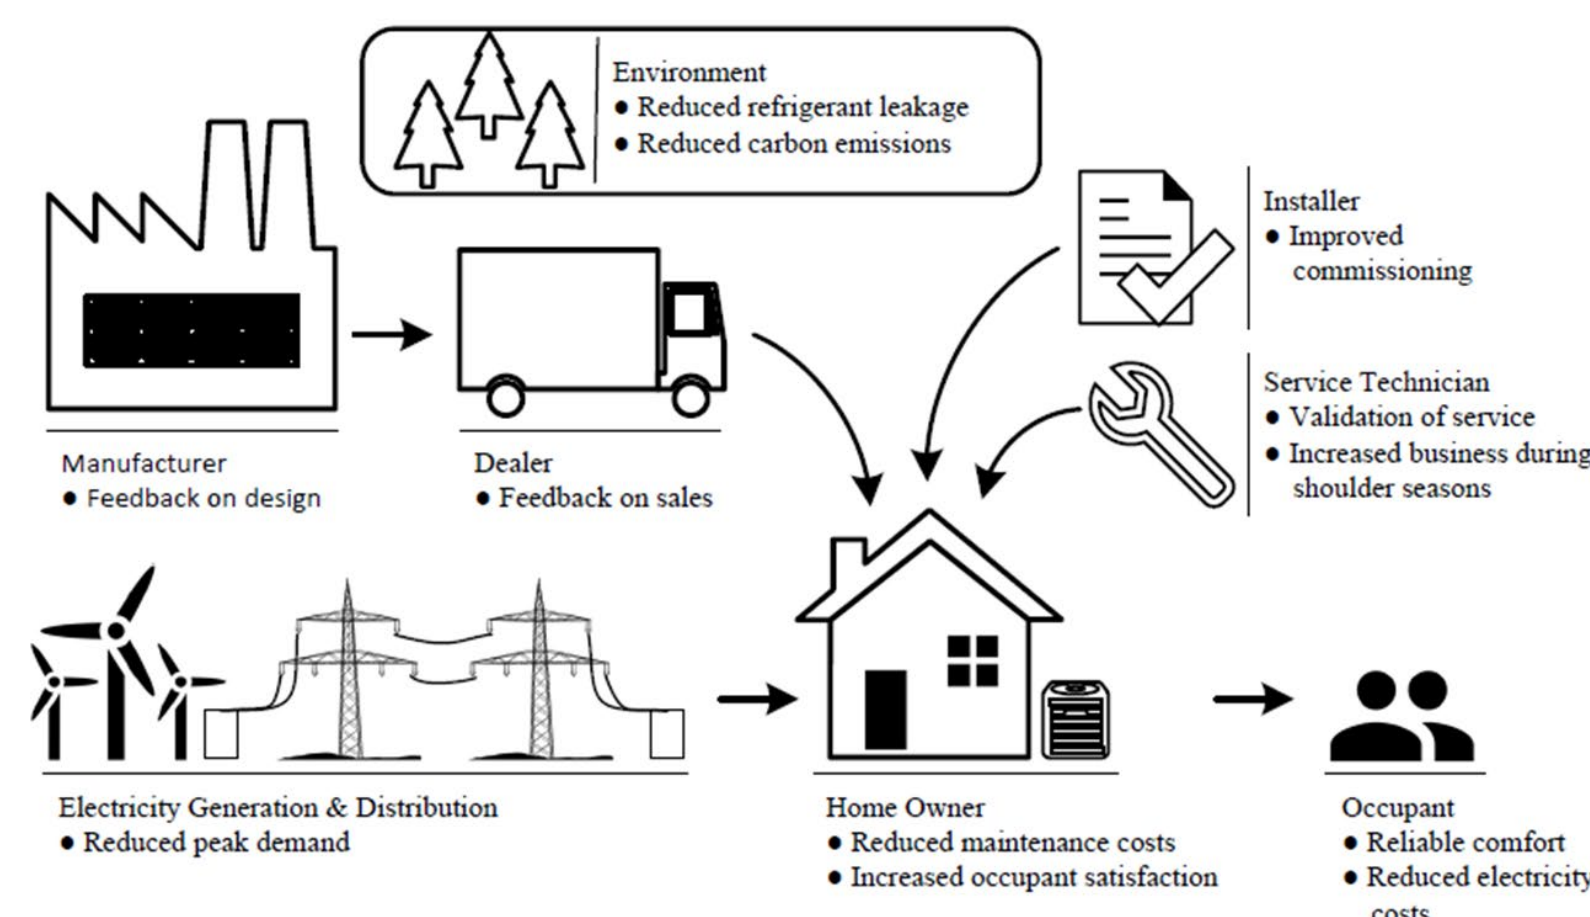 Environment
● Reduced refrigerant leakage
● Reduced carbon emissions
Installer
● Improved
commissioning
Service Technician
● Validation of service
● Increased business during
shoulder seasons
Manufacturer
● Feedback on design
Dealer
● Feedback on sales
Electricity Generation & Distribution
● Reduced peak demand
Home Owner
● Reduced maintenance costs
● Increased occupant satisfaction
Occupant
● Reliable comfort
● Reduced electricity
costs